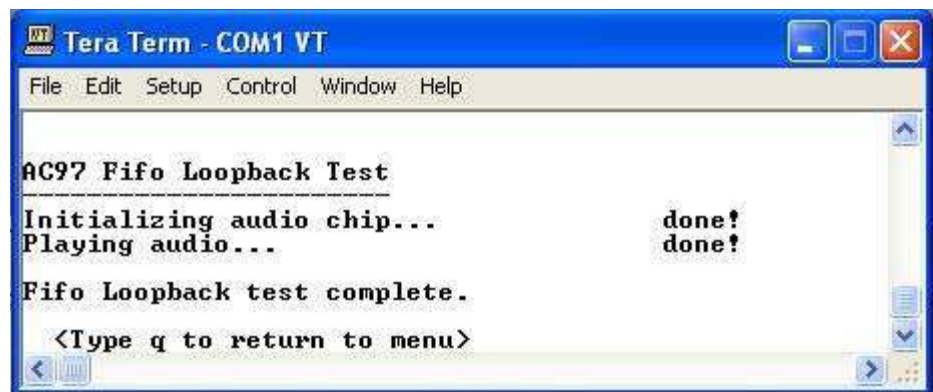 Tera Term - COM1 VT
File Edit Setup Control Window Help
AC97 Fifo Loopback Test
Initializing audio chip... done!
Playing audio... done!
Fifo Loopback test complete.
<Type q to return to menu>